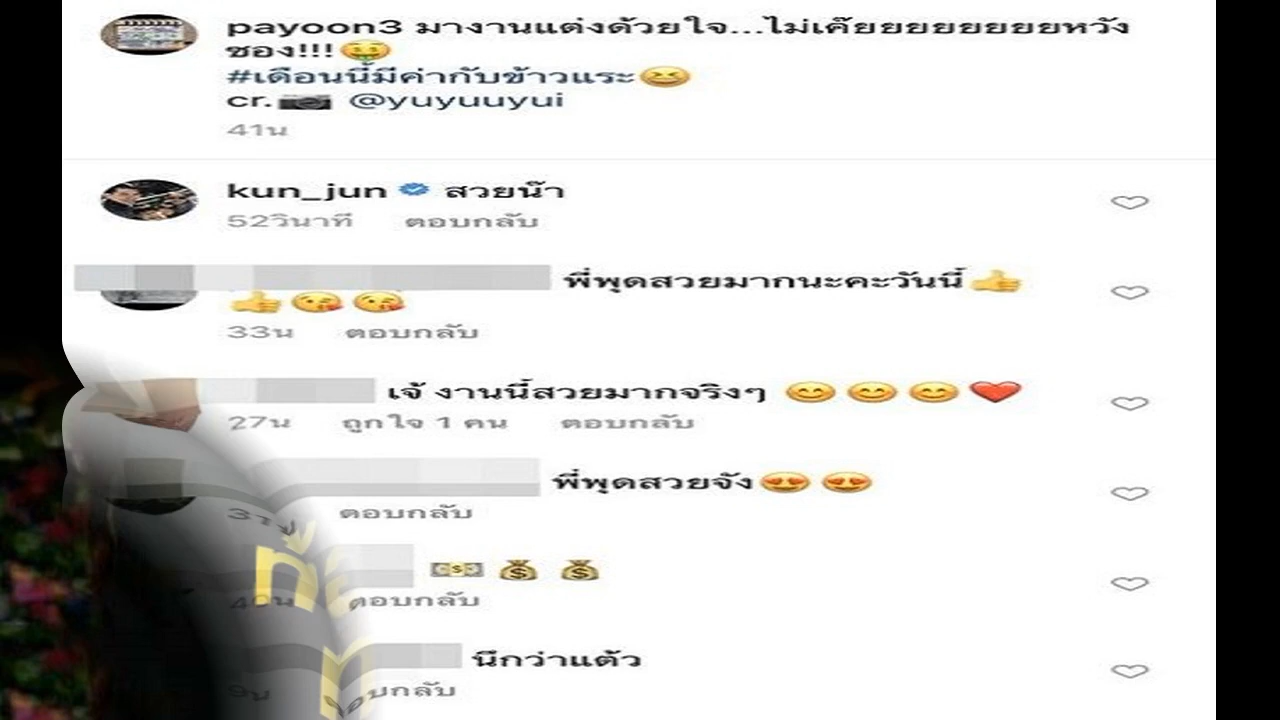 payoon3 มางานแต่งด้วยใจ...ไม่เค๊ยยยยยยยยหวัง
ซอง!!!🤑
#เดือนนี้มีค่ากับข้าวแระ😆
cr.📷 @yuyuuyui
41น
kun_jun สวยน๊า
52วินาที ตอบกลับ
พี่พุดสวยมากนะคะวันนี้👍
👍😘😘
33น ตอบกลับ
เจ้ งานนี้สวยมากจริงๆ 😊😊😊❤️
27น ถูกใจ 1 คน ตอบกลับ
พี่พุดสวยจัง😍😍
ตอบกลับ
💵💰💰
40น ตอบกลับ
นึกว่าแต้ว
9น ตอบกลับ